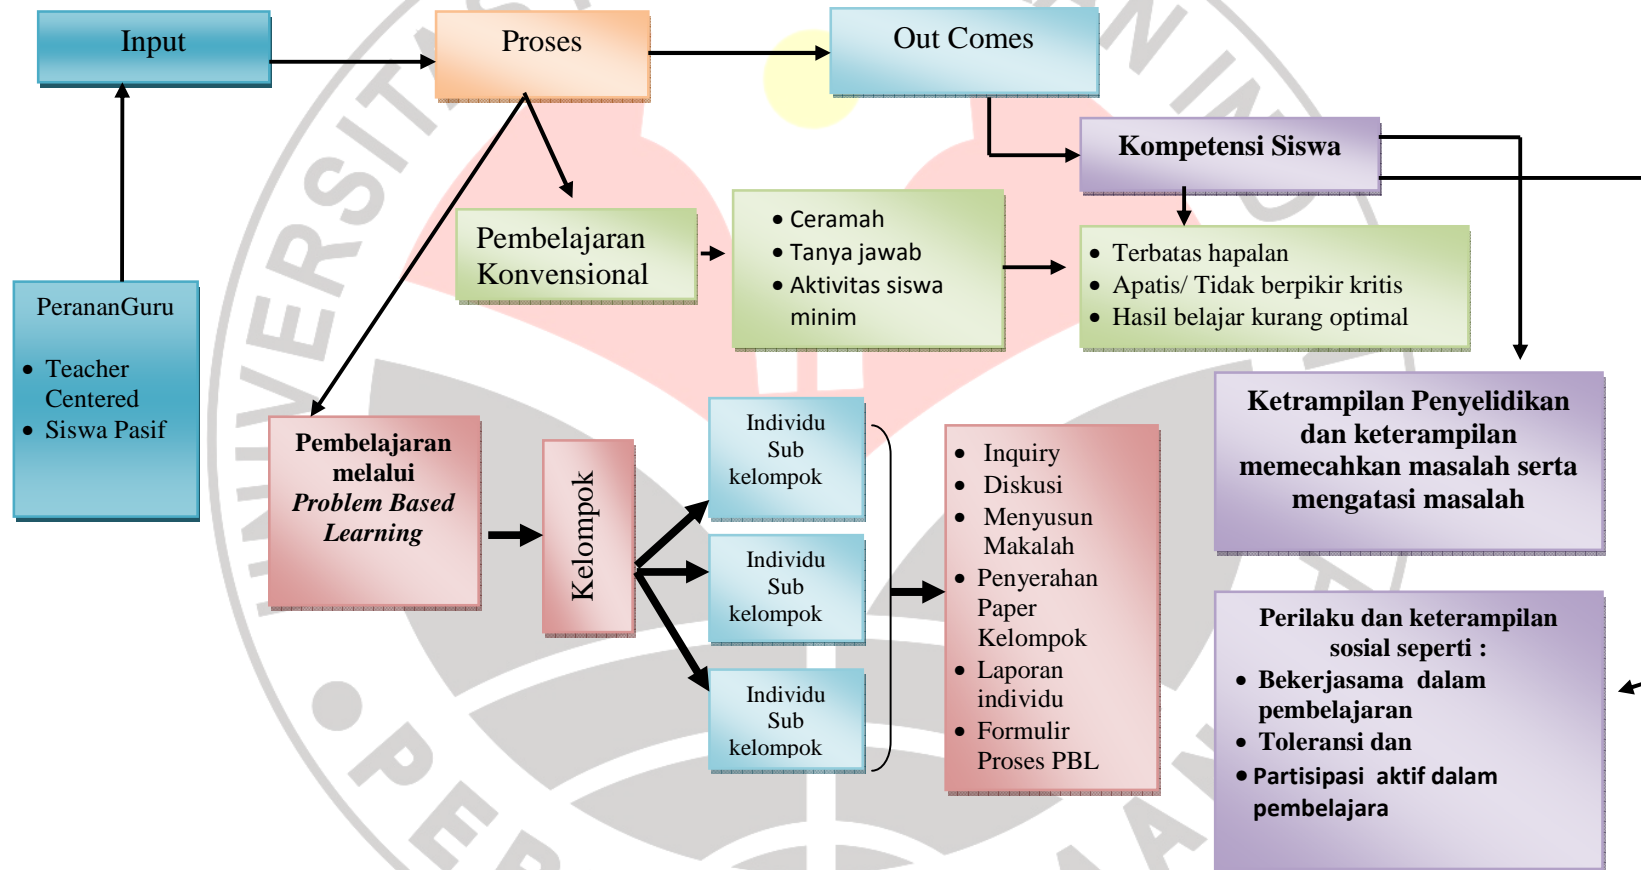 Input
Proses
Out Comes
Kompetensi Siswa
Pembelajaran
Konvensional
• Ceramah
• Tanya jawab
• Aktivitas siswa
minim
• Terbatas hapalan
• Apatis/ Tidak berpikir kritis
• Hasil belajar kurang optimal
PerananGuru
• Teacher
Centered
• Siswa Pasif
Pembelajaran
melalui
Problem Based
Learning
Kelompok
Individu
Sub
kelompok
Individu
Sub
kelompok
Individu
Sub
kelompok
• Inquiry
• Diskusi
• Menyusun
Makalah
• Penyerahan
Paper
Kelompok
• Laporan
individu
• Formulir
Proses PBL
Ketrampilan Penyelidikan
dan keterampilan
memecahkan masalah serta
mengatasi masalah
Perilaku dan keterampilan
sosial seperti :
• Bekerjasama dalam
pembelajaran
• Toleransi dan
• Partisipasi aktif dalam
pembelajara